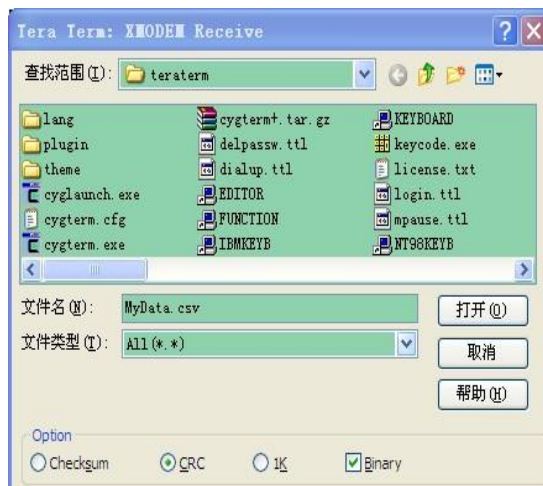 Tera Term: XMODEM Receive
查找范围(I): teraterm
lang cygterm+.tar.gz KEYBOARD
plugin delpassw.ttl keycode.exe
theme dialup.ttl license.txt
cyglaunch.exe EDITOR login.ttl
cygterm.cfg FUNCTION mpause.ttl
cygterm.exe IBMKEYB NT98KEYB
文件名(N): MyData.csv 打开(O)
文件类型(T): All(*.*) 取消
帮助(H)
Option
Checksum CRC 1K Binary